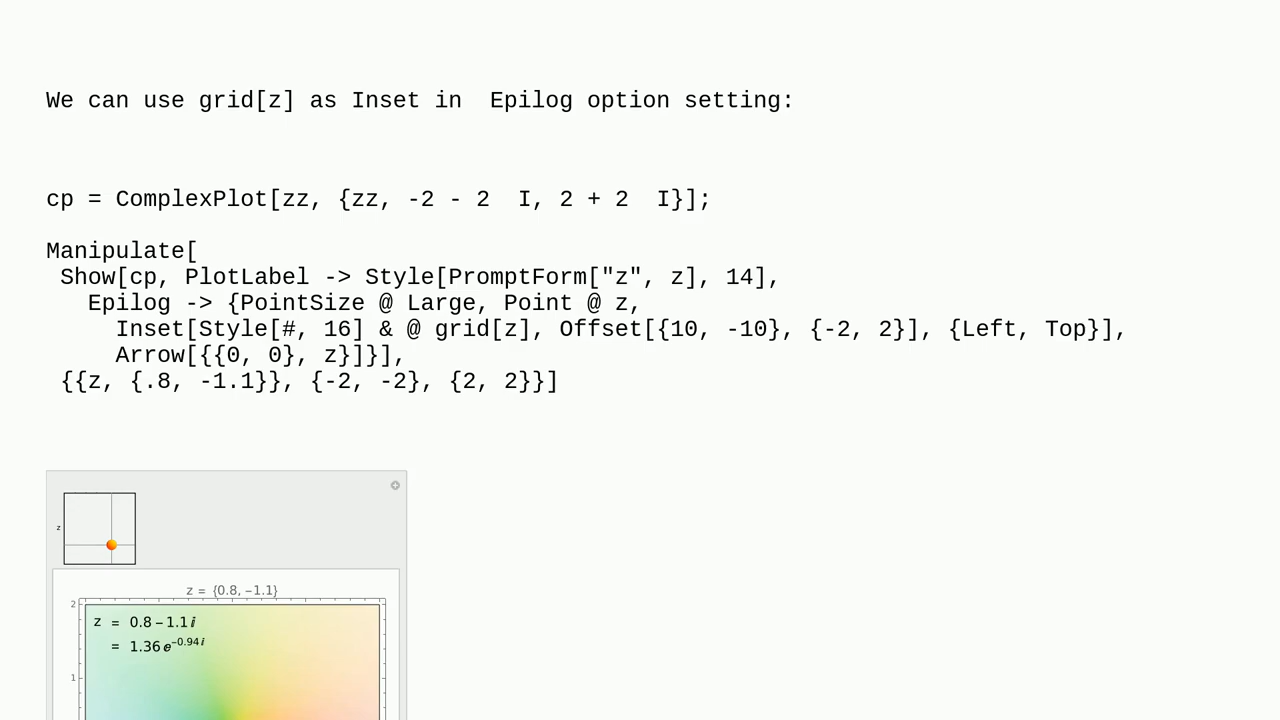 We can use grid[z] as Inset in  Epilog option setting:
cp = ComplexPlot[zz, {zz, -2 - 2  I, 2 + 2  I}];
Manipulate[
 Show[cp, PlotLabel -> Style[PromptForm["z", z], 14],
   Epilog -> {PointSize @ Large, Point @ z,
     Inset[Style[#, 16] & @ grid[z], Offset[{10, -10}, {-2, 2}], {Left, Top}],
     Arrow[{{0, 0}, z}]}],
 {{z, {.8, -1.1}}, {-2, -2}, {2, 2}}]
z
z = {0.8, −1.1}
2
z = 0.8 − 1.1 i
= 1.36 e^−0.94 i
1